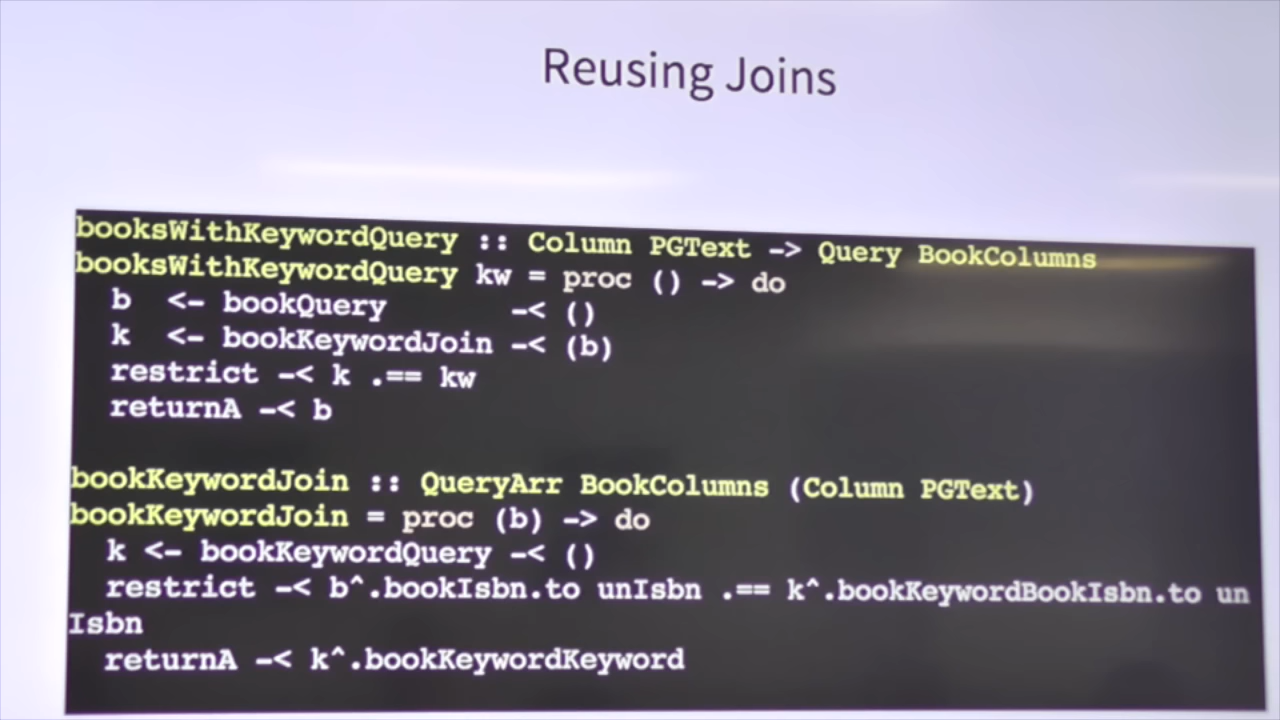 Reusing Joins
booksWithKeywordQuery :: Column PGText -> Query BookColumns
booksWithKeywordQuery kw = proc () -> do
  b  <- bookQuery       -< ()
  k  <- bookKeywordJoin -< (b)
  restrict -< k .== kw
  returnA -< b
bookKeywordJoin :: QueryArr BookColumns (Column PGText)
bookKeywordJoin = proc (b) -> do
  k <- bookKeywordQuery -< ()
  restrict -< b^.bookIsbn.to unIsbn .== k^.bookKeywordBookIsbn.to un
Isbn
  returnA -< k^.bookKeywordKeyword